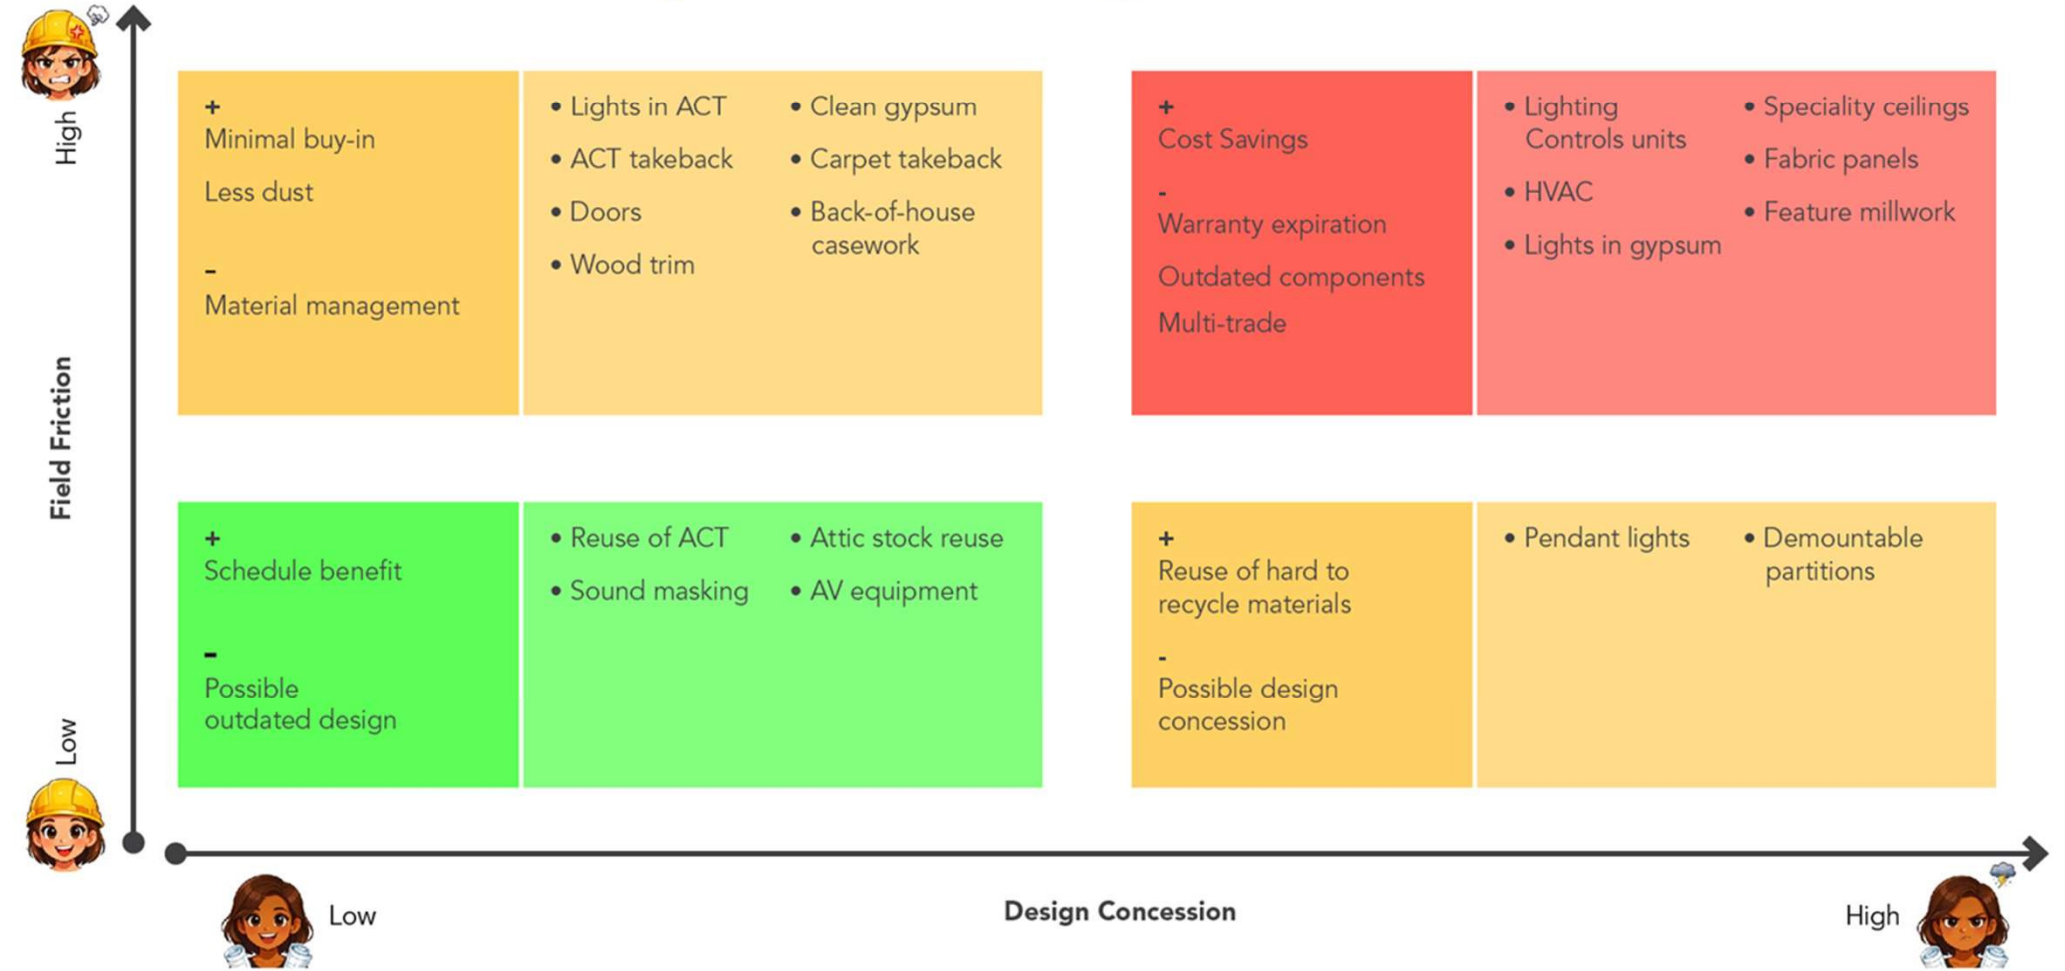 High
Field Friction
Low
+
Minimal buy-in
Less dust
-
Material management
• Lights in ACT
• ACT takeback
• Doors
• Wood trim
• Clean gypsum
• Carpet takeback
• Back-of-house
casework
+
Cost Savings
-
Warranty expiration
Outdated components
Multi-trade
• Lighting
Controls units
• HVAC
• Lights in gypsum
• Speciality ceilings
• Fabric panels
• Feature millwork
+
Schedule benefit
-
Possible
outdated design
• Reuse of ACT
• Sound masking
• Attic stock reuse
• AV equipment
+
Reuse of hard to
recycle materials
-
Possible design
concession
• Pendant lights
• Demountable
partitions
Low
Design Concession
High